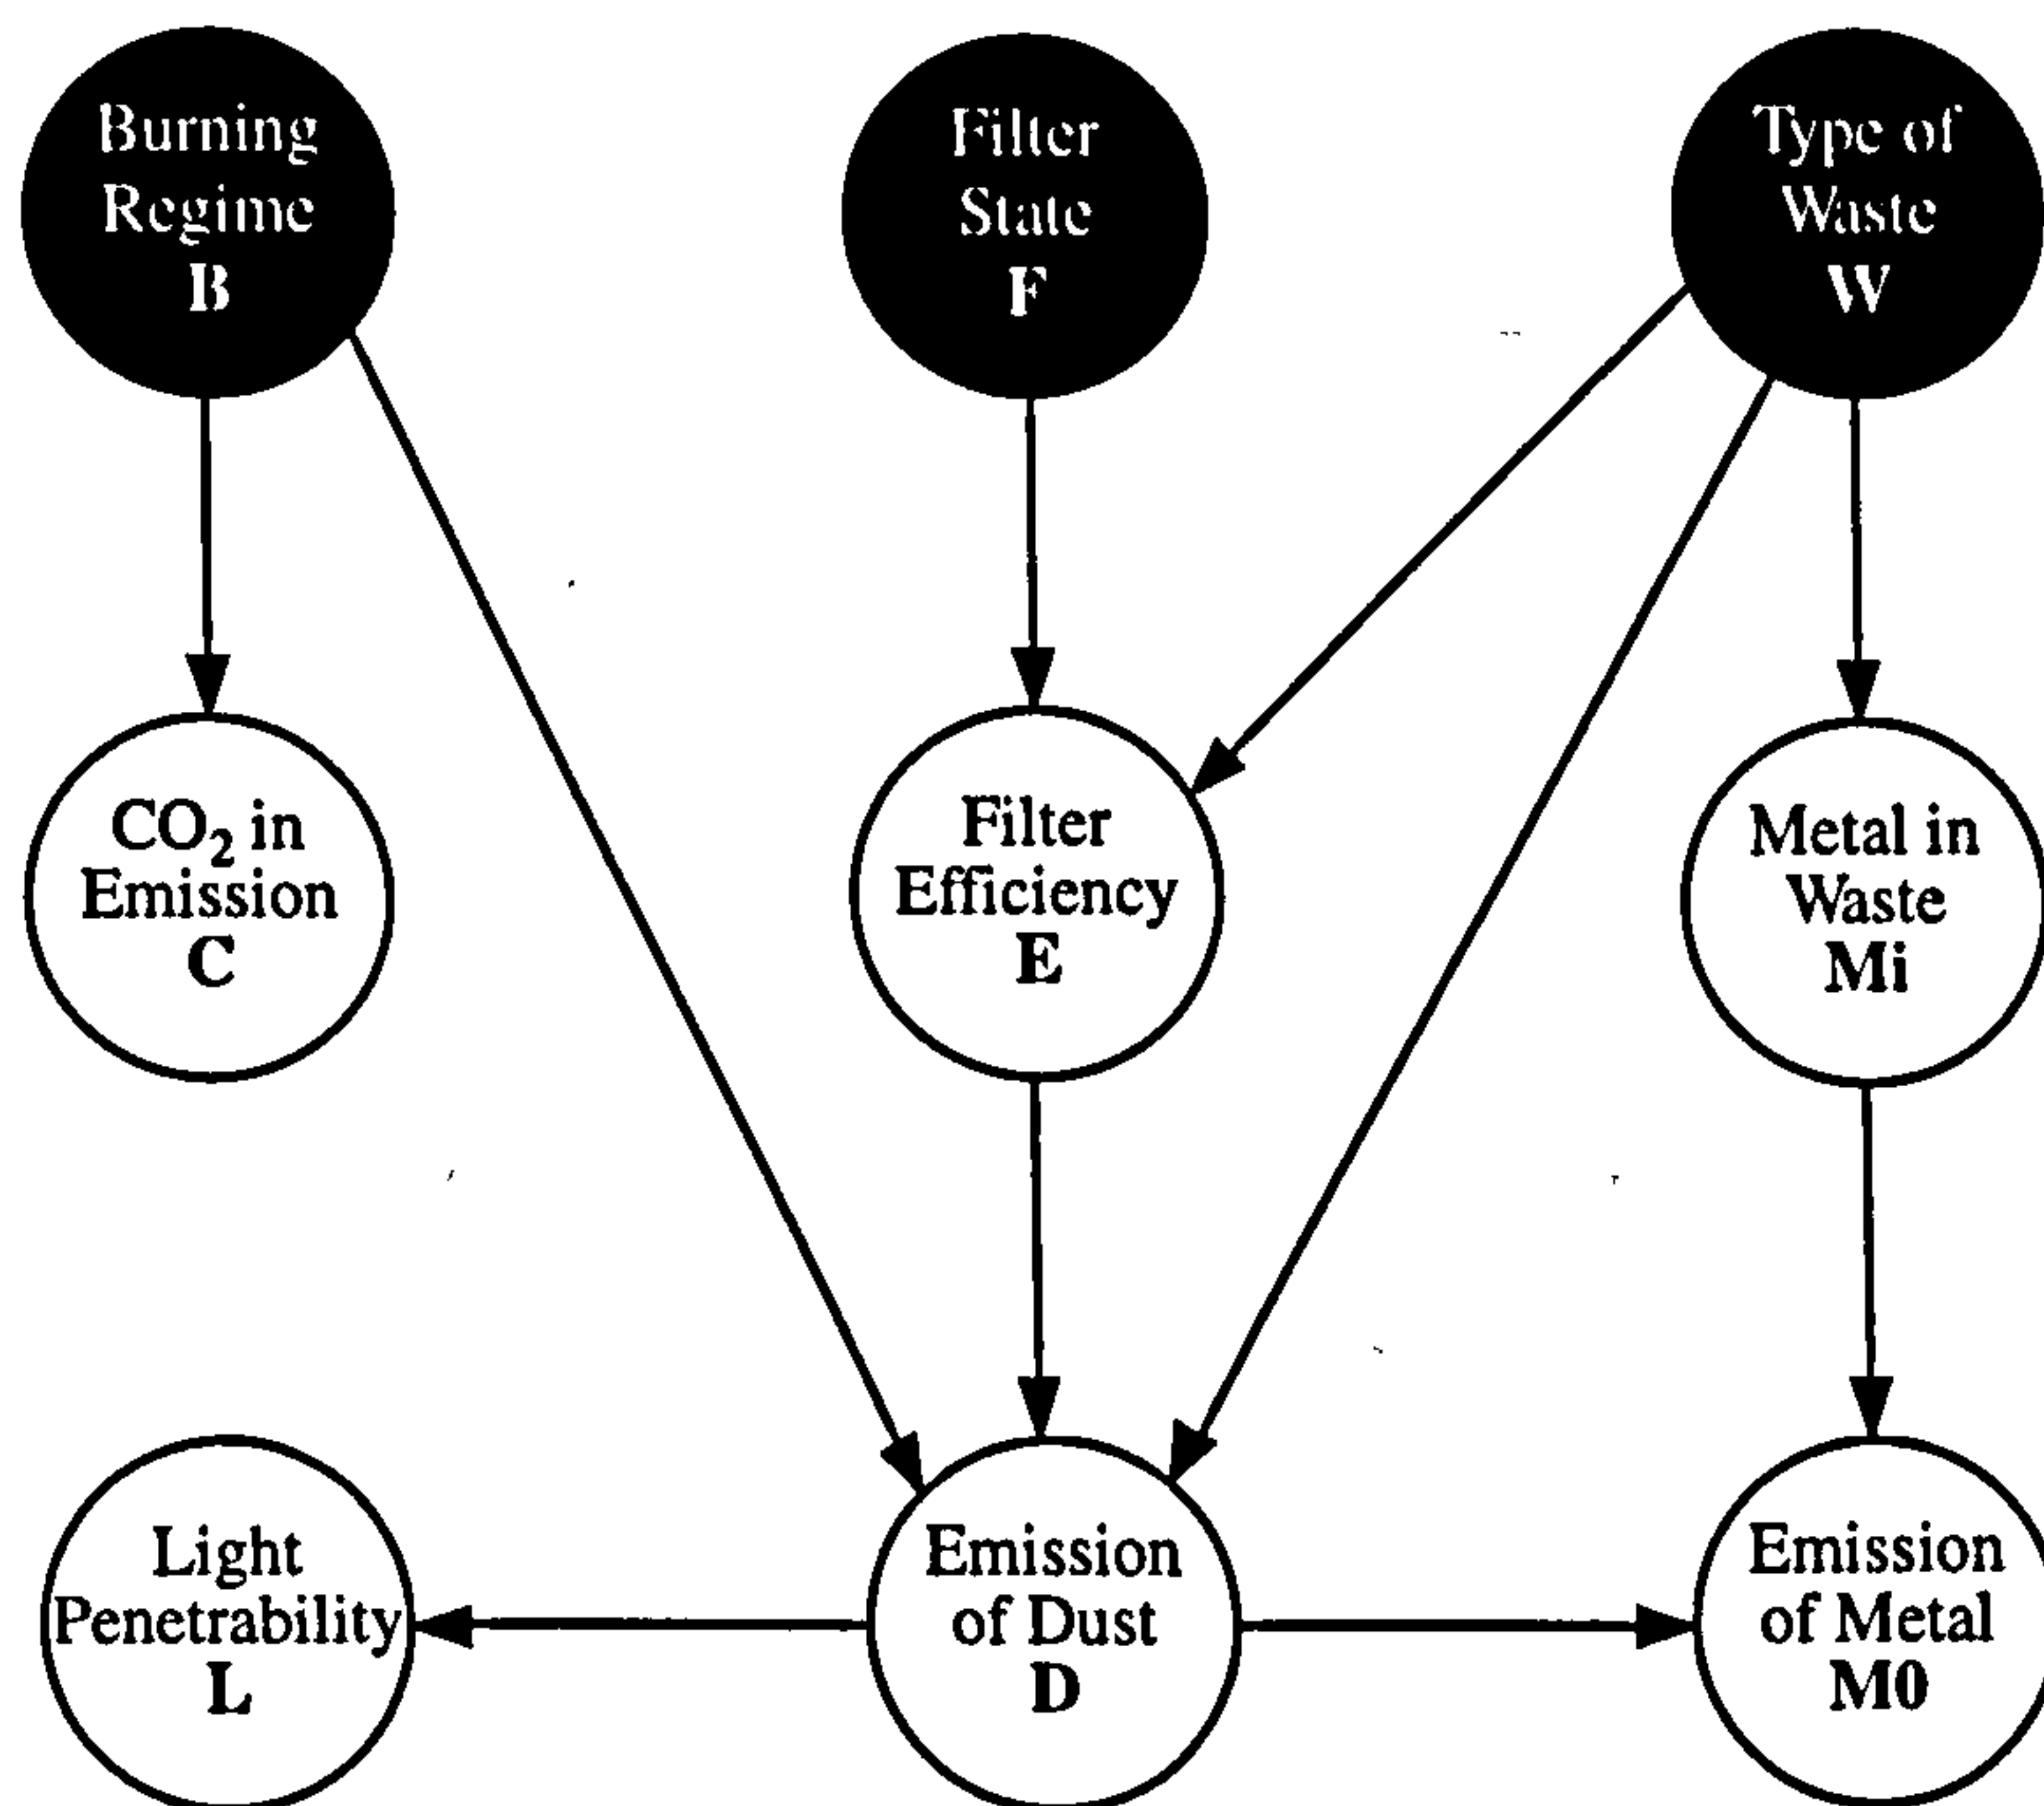 Burning
Regime
B
Filter
State
F
Type of
Waste
W
CO₂ in
Emission
C
Filter
Efficiency
E
Metal in
Waste
Mi
Light
Penetrability
L
Emission
of Dust
D
Emission
of Metal
M0